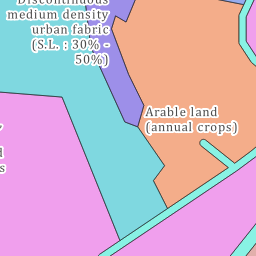 Discontinuous
medium density
urban fabric
(S.L. : 30% -
50%)
Arable land
(annual crops)